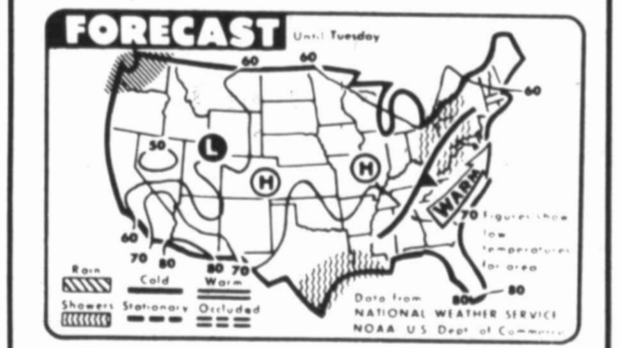 FORECAST
Until Tuesday
60 60
60
50
L
H
H
WARM
70
Figures show
low
temperatures
for area
60
70 80 80 70
Rain Cold Warm
Showers Stationary Occluded
80 80
Data from
NATIONAL WEATHER SERVICE
NOAA U S Dept of Commerce